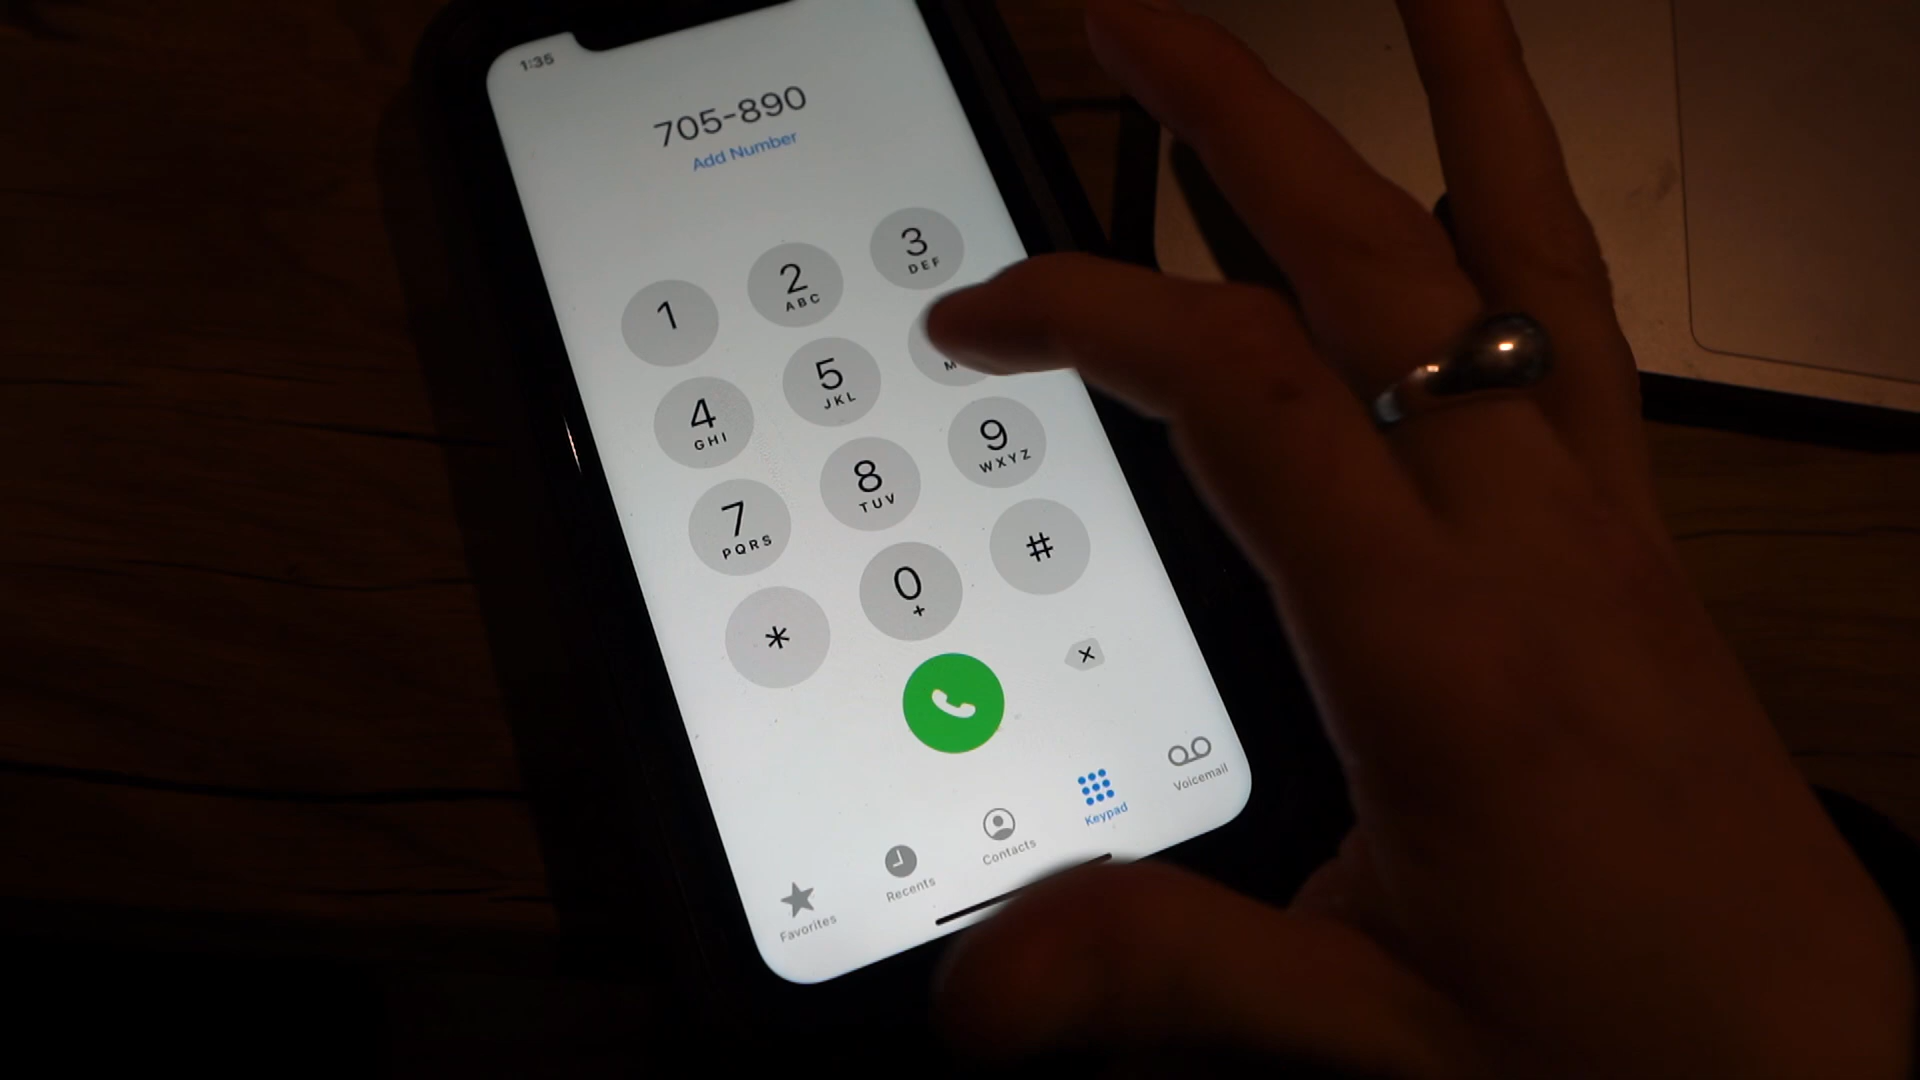 1:35
705-890
Add Number
1
2
ABC
3
DEF
4
GHI
5
JKL
M
7
PQRS
8
TUV
9
WXYZ
*
0
+
#
Favorites
Recents
Contacts
Keypad
Voicemail